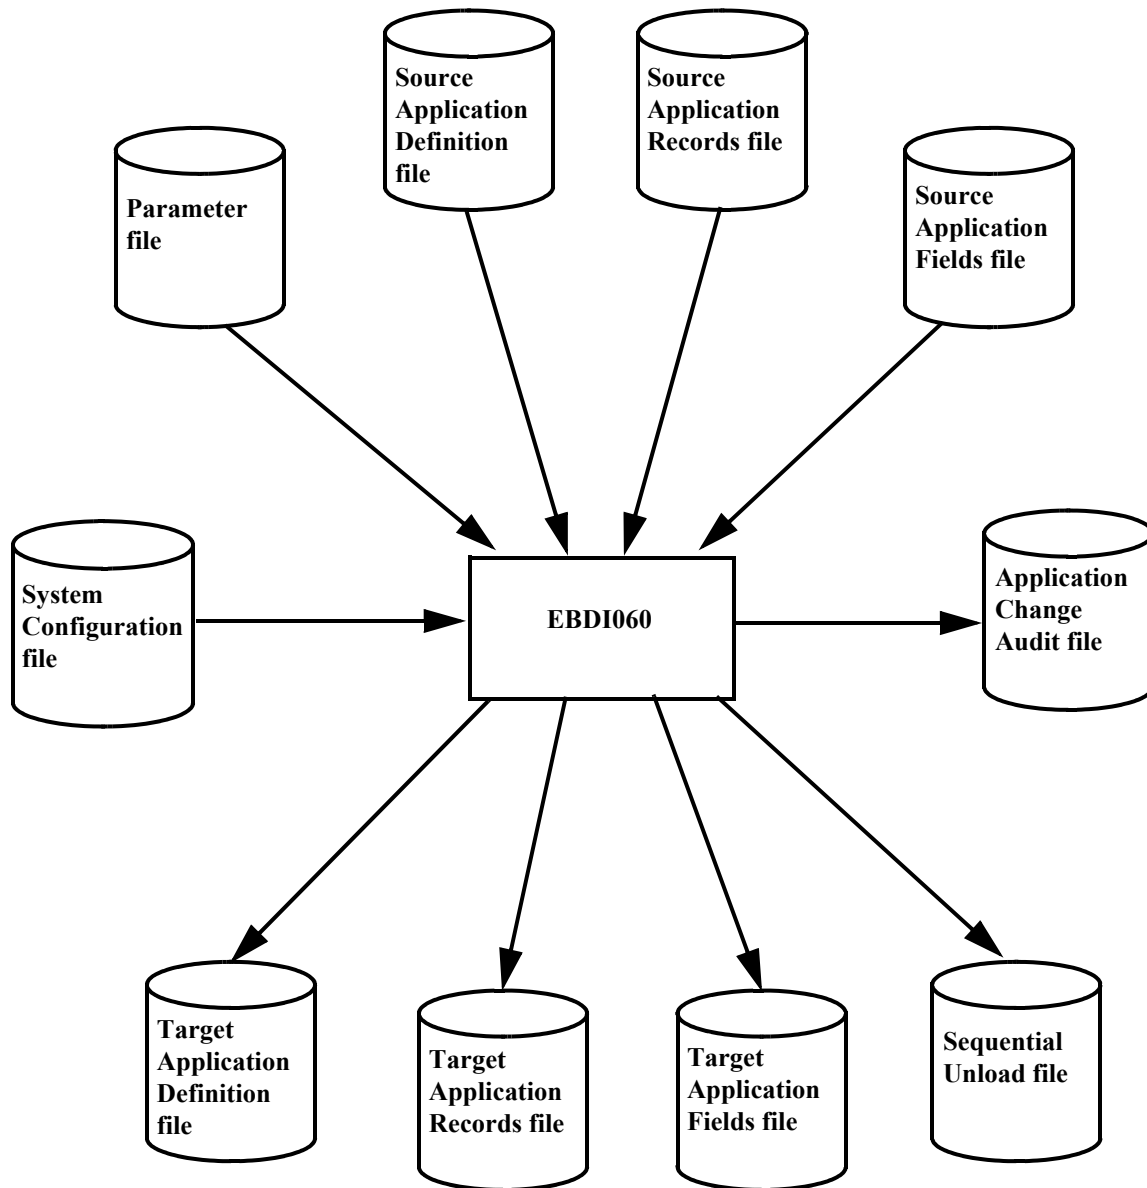 Source
Application
Definition
file
Source
Application
Records file
Parameter
file
Source
Application
Fields file
System
Configuration
file
EBDI060
Application
Change
Audit file
Target
Application
Definition
file
Target
Application
Records file
Target
Application
Fields file
Sequential
Unload file